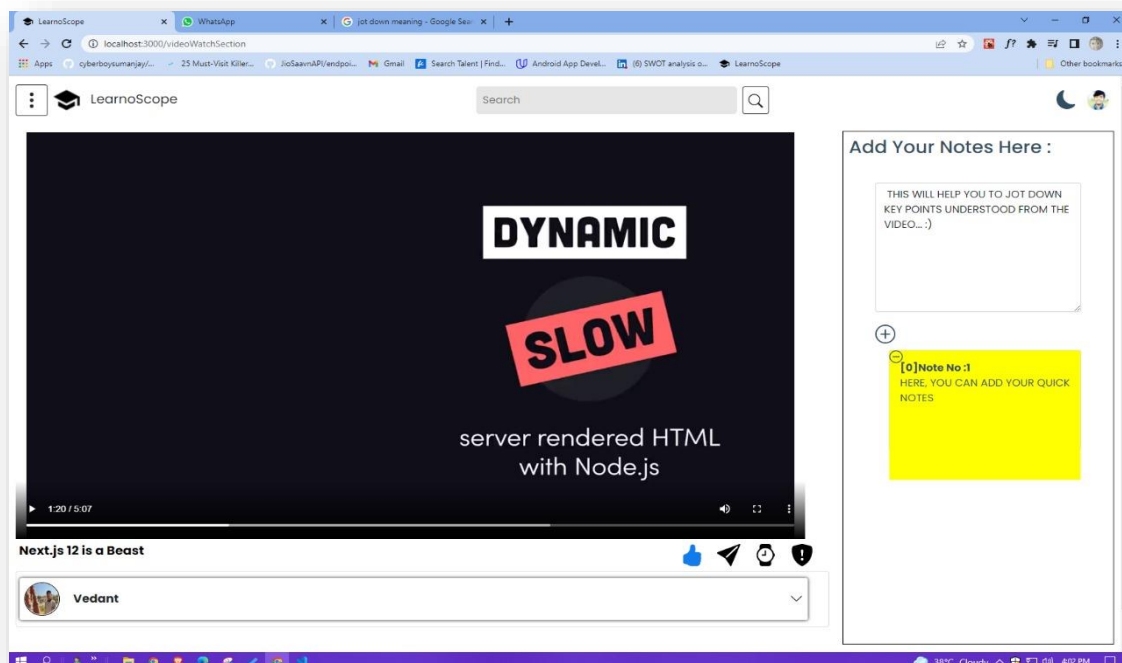 LearnoScope
WhatsApp
jot down meaning - Google Sear
localhost:3000/videoWatchSection
Apps
cyberboysumanjay/...
25 Must-Visit Killer...
JioSaavnAPI/endpoi...
Gmail
Search Talent | Find...
Android App Devel...
(6) SWOT analysis o...
LearnoScope
Other bookmarks
LearnoScope
Search
DYNAMIC
SLOW
server rendered HTML
with Node.js
1:20 / 5:07
Next.js 12 is a Beast
Vedant
Add Your Notes Here :
THIS WILL HELP YOU TO JOT DOWN
KEY POINTS UNDERSTOOD FROM THE
VIDEO... :)
[0]Note No :1
HERE, YOU CAN ADD YOUR QUICK
NOTES
38°C Cloudy
4:02 PM